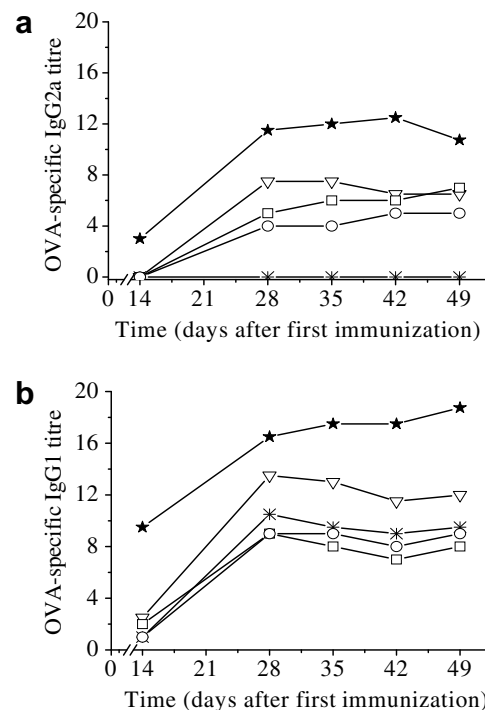 a
OVA-specific IgG2a titre
20
16
12
8
4
0
0 14 21 28 35 42 49
Time (days after first immunization)
b
OVA-specific IgG1 titre
20
16
12
8
4
0
0 14 21 28 35 42 49
Time (days after first immunization)